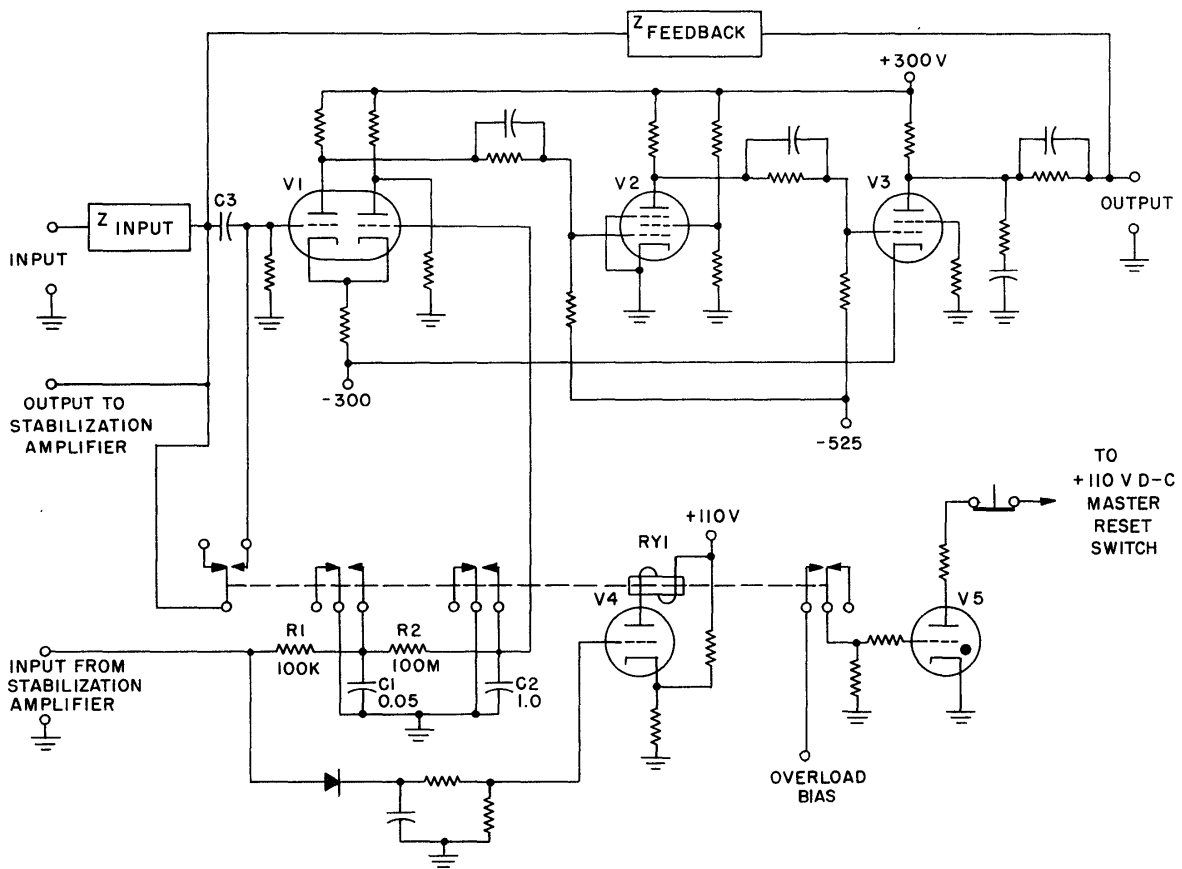 Z FEEDBACK
+300V
V1
V2
V3
C3
Z INPUT
INPUT
OUTPUT
-300
-525
OUTPUT TO
STABILIZATION
AMPLIFIER
TO
+110 V D-C
MASTER
RESET
SWITCH
+110V
RY1
V4
V5
R1
100K
R2
100M
C1
0.05
C2
1.0
INPUT FROM
STABILIZATION
AMPLIFIER
OVERLOAD
BIAS